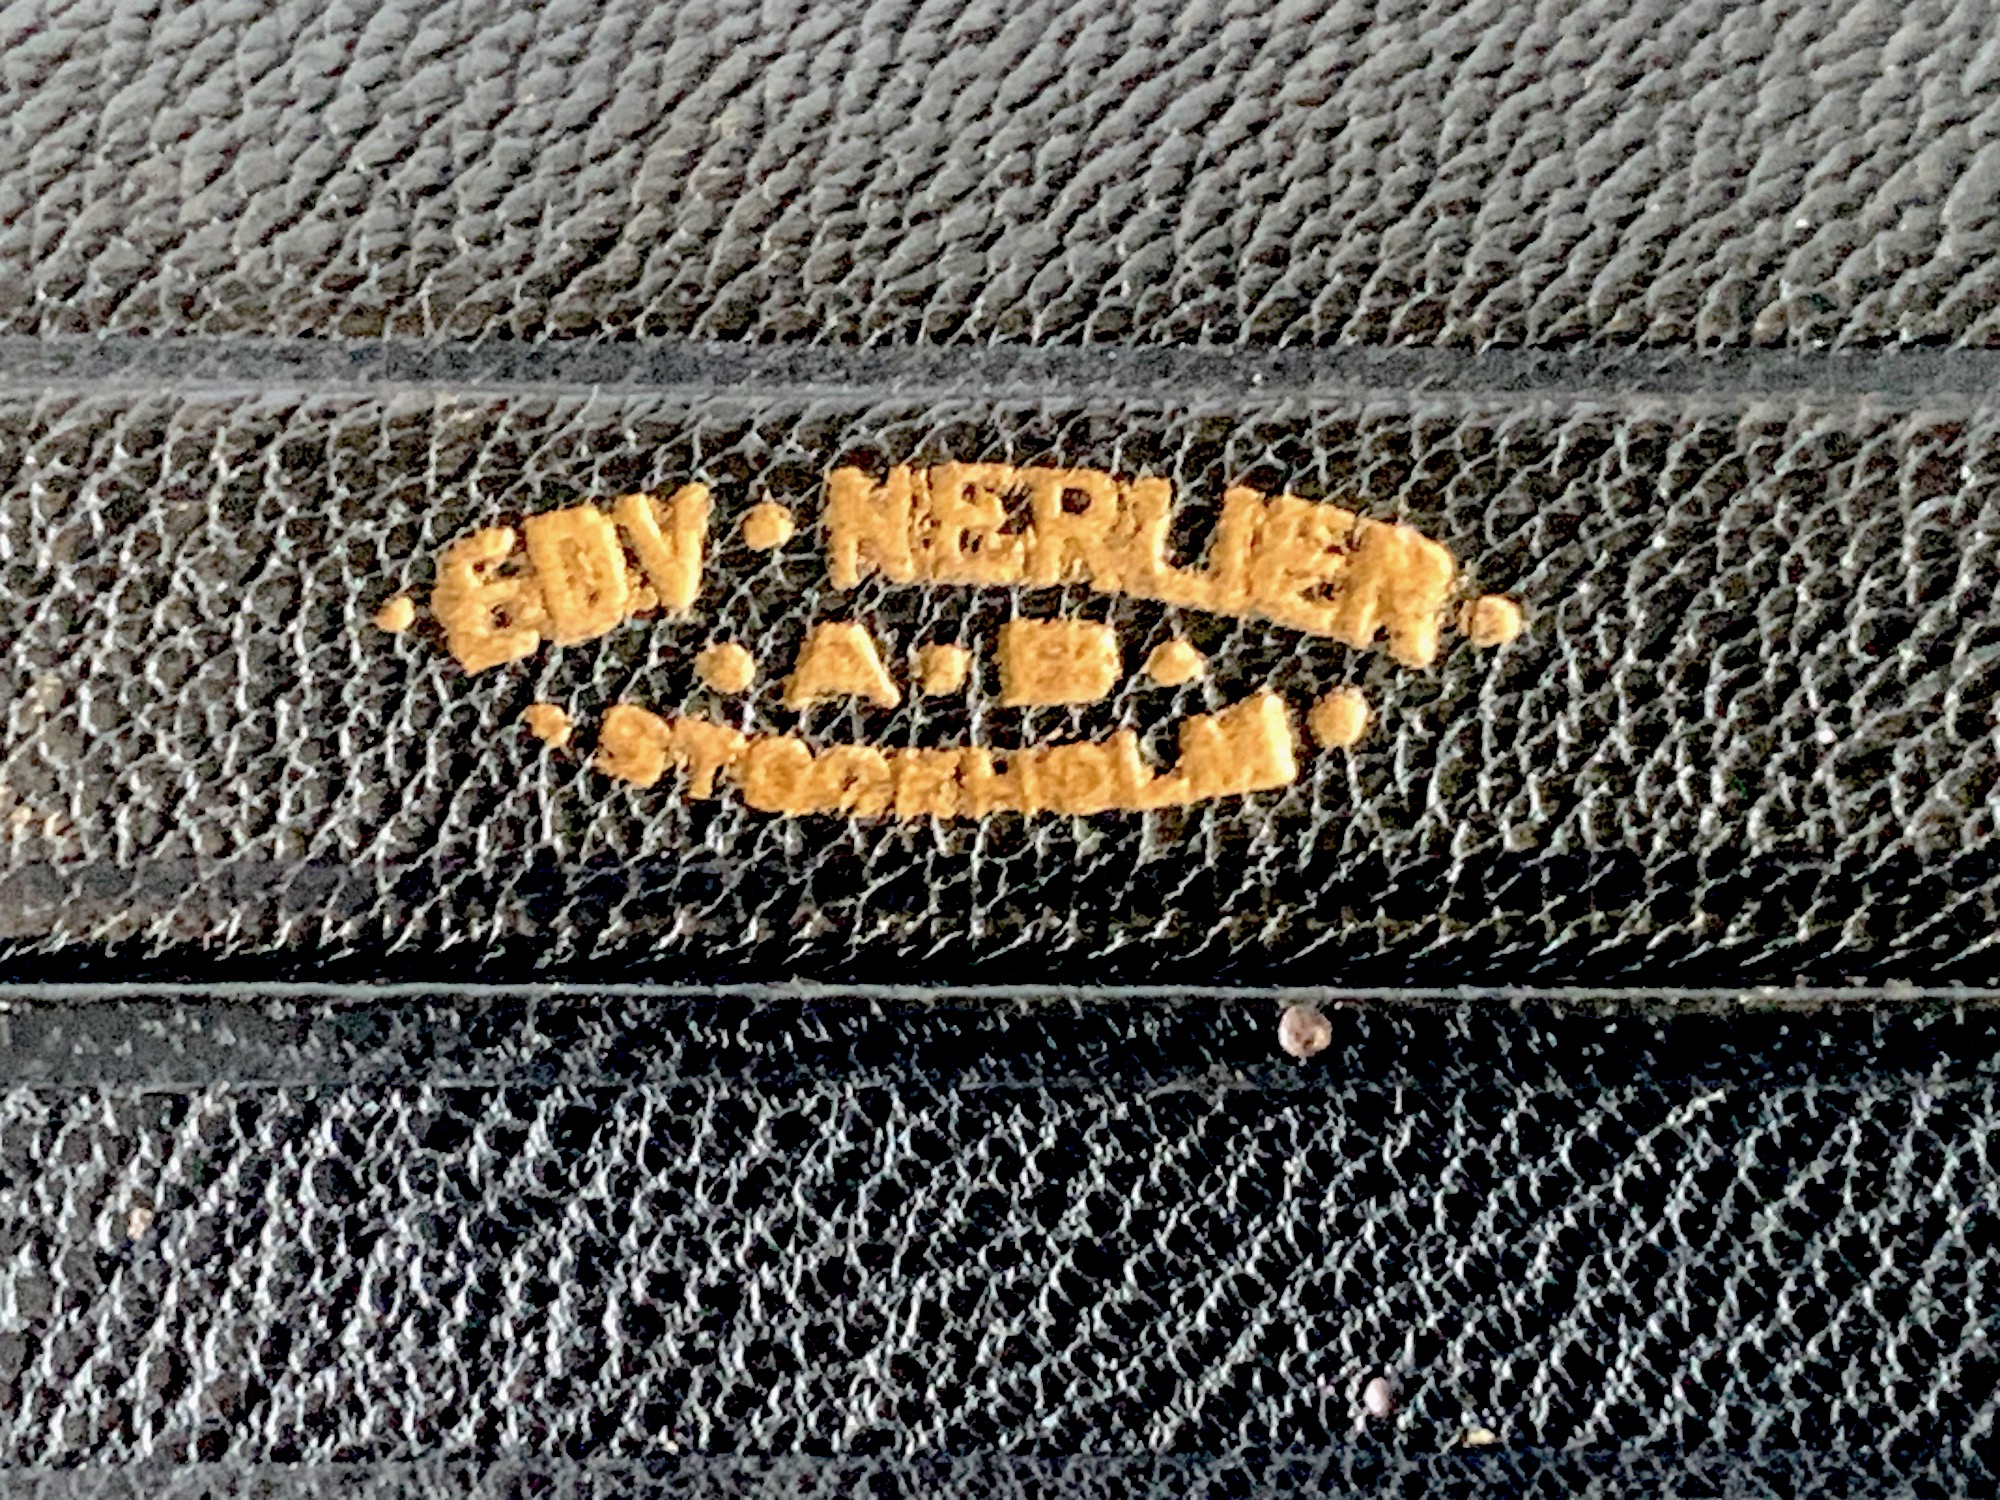 · EDV · NERLIEN ·
· A · B ·
· STOCKHOLM ·